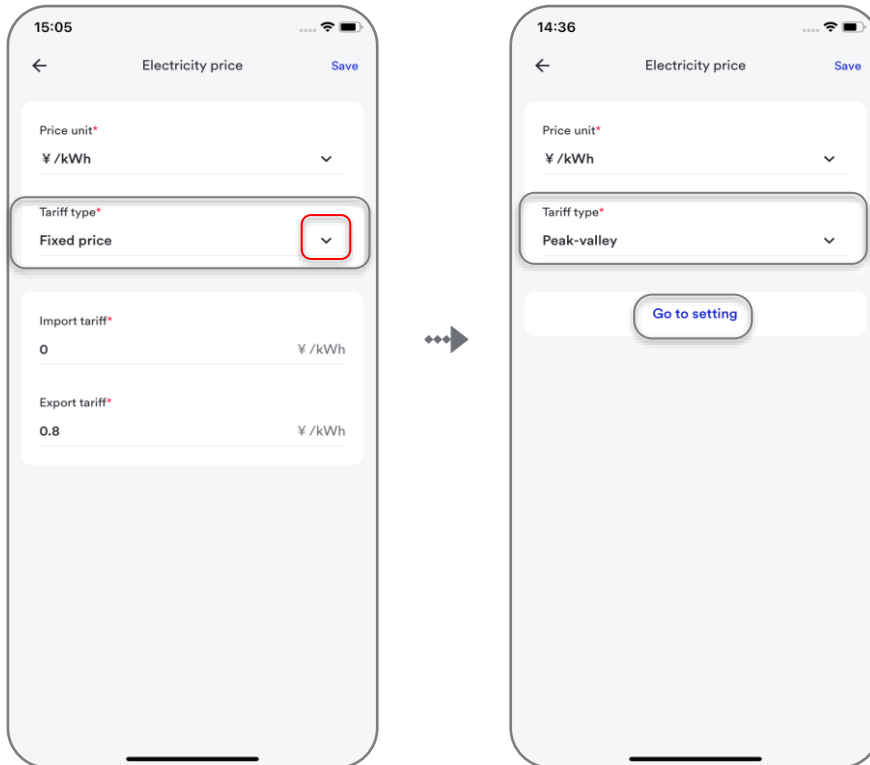 15:05
Electricity price
Save
Price unit*
¥ /kWh
Tariff type*
Fixed price
Import tariff*
0 ¥ /kWh
Export tariff*
0.8 ¥ /kWh
14:36
Electricity price
Save
Price unit*
¥ /kWh
Tariff type*
Peak-valley
Go to setting